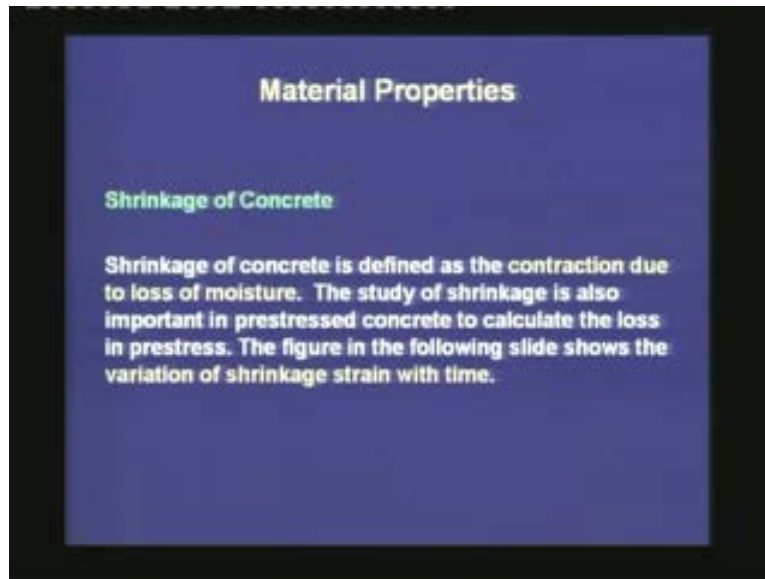 Material Properties
Shrinkage of Concrete
Shrinkage of concrete is defined as the contraction due
to loss of moisture. The study of shrinkage is also
important in prestressed concrete to calculate the loss
in prestress. The figure in the following slide shows the
variation of shrinkage strain with time.